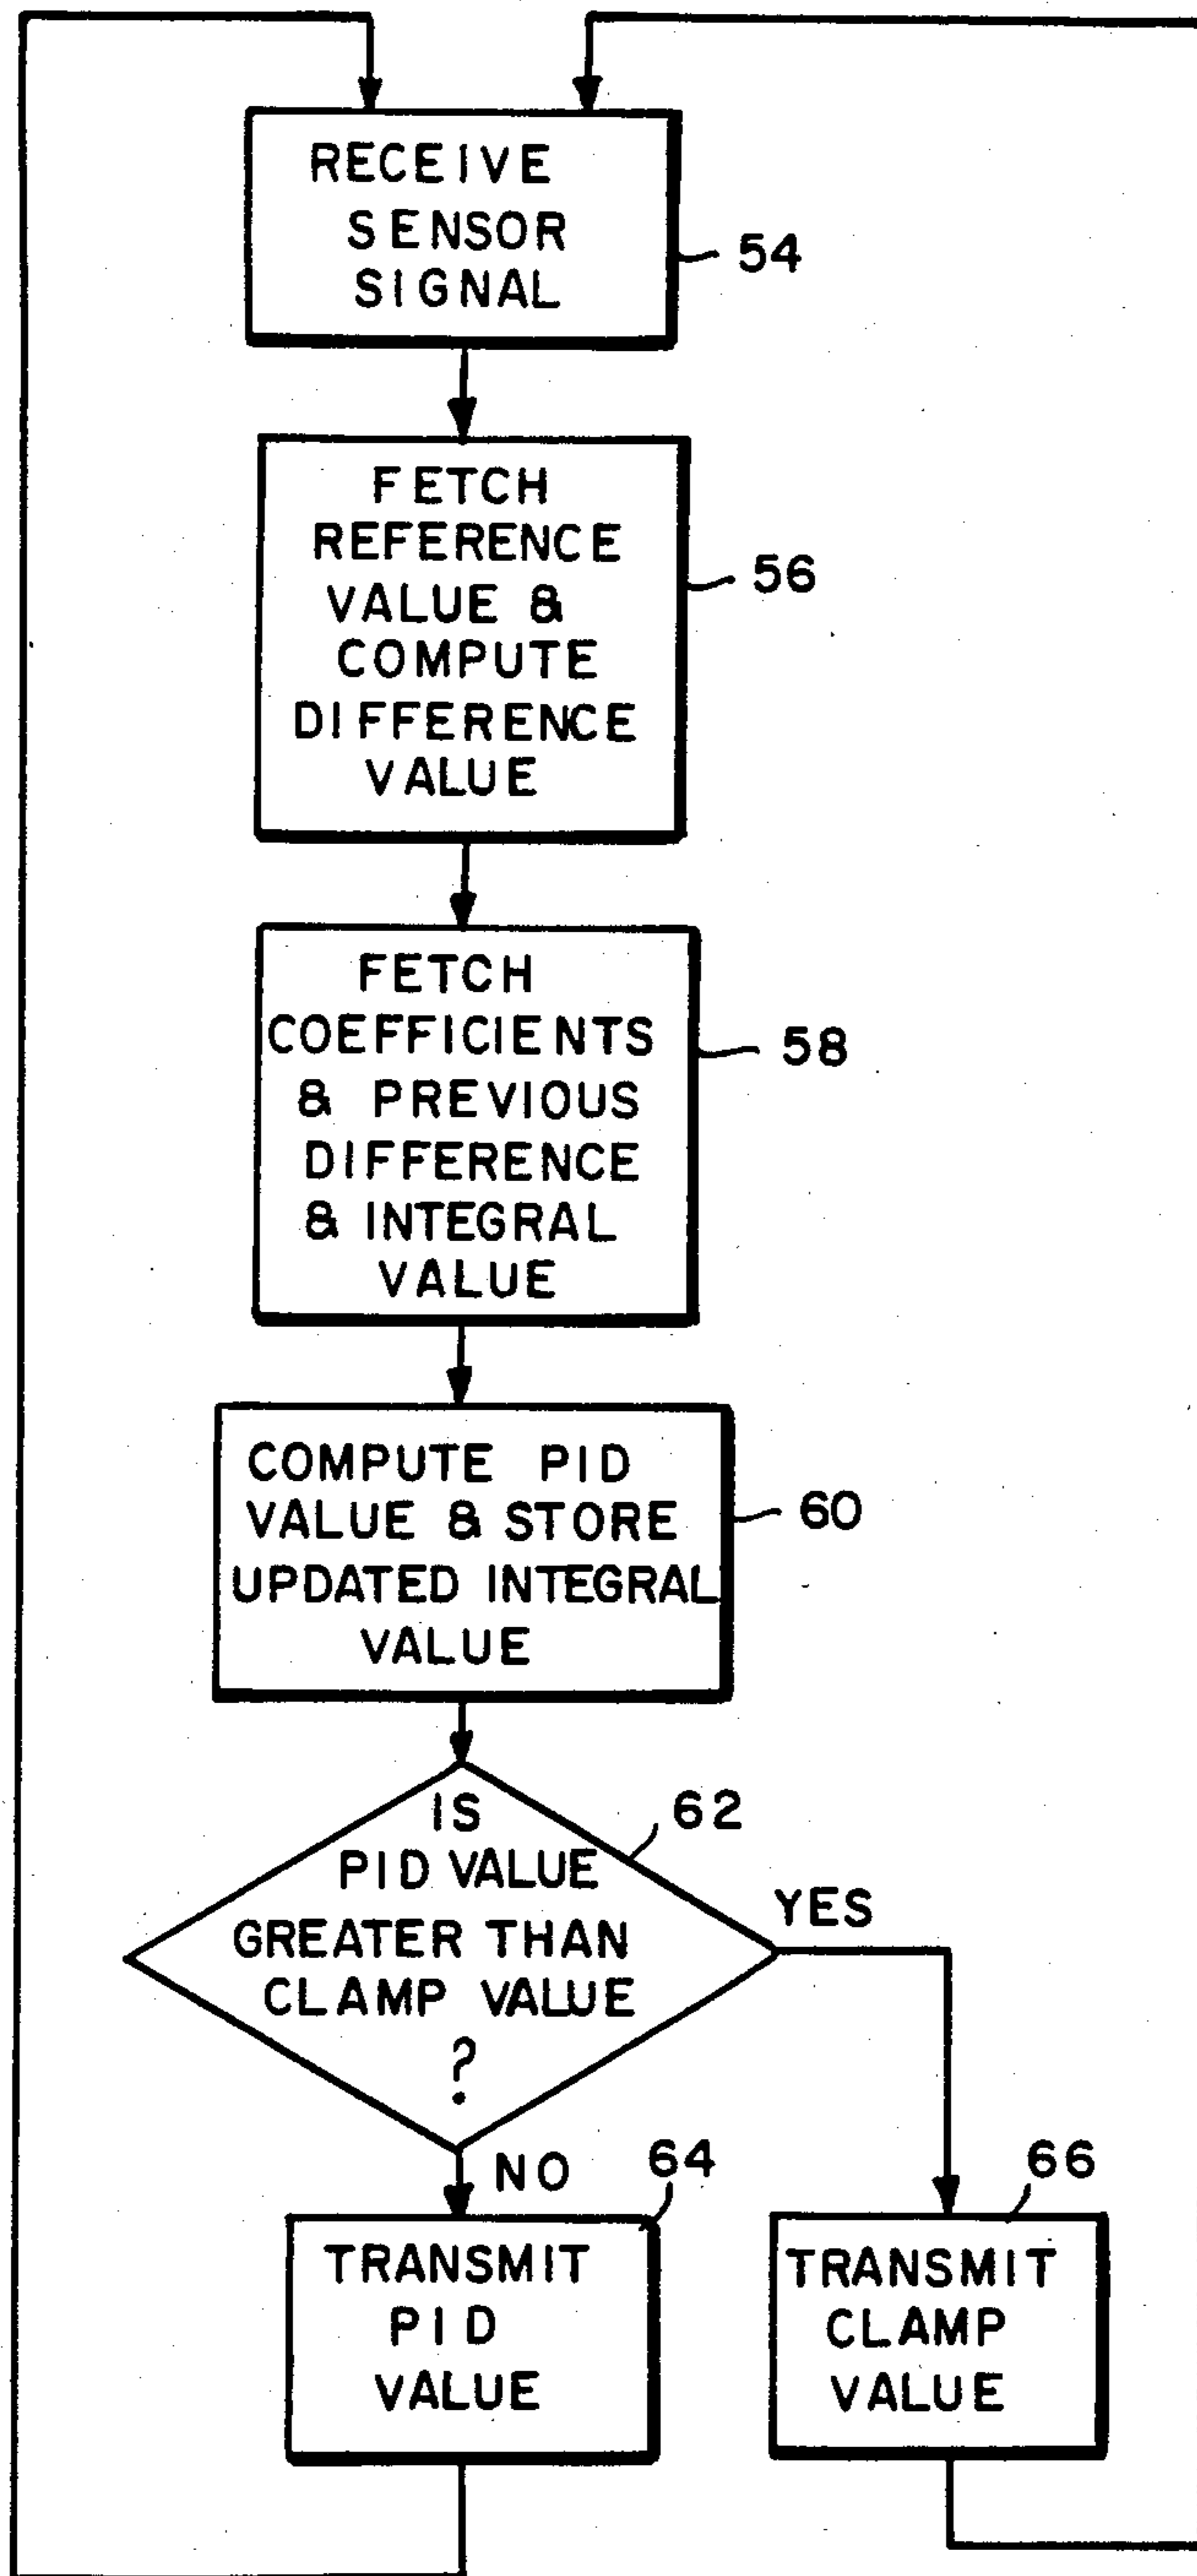 RECEIVE
SENSOR
SIGNAL
54
FETCH
REFERENCE
VALUE &
COMPUTE
DIFFERENCE
VALUE
56
FETCH
COEFFICIENTS
& PREVIOUS
DIFFERENCE
& INTEGRAL
VALUE
58
COMPUTE PID
VALUE & STORE
UPDATED INTEGRAL
VALUE
60
IS
PID VALUE
GREATER THAN
CLAMP VALUE
?
62
YES
NO
64
TRANSMIT
PID
VALUE
66
TRANSMIT
CLAMP
VALUE